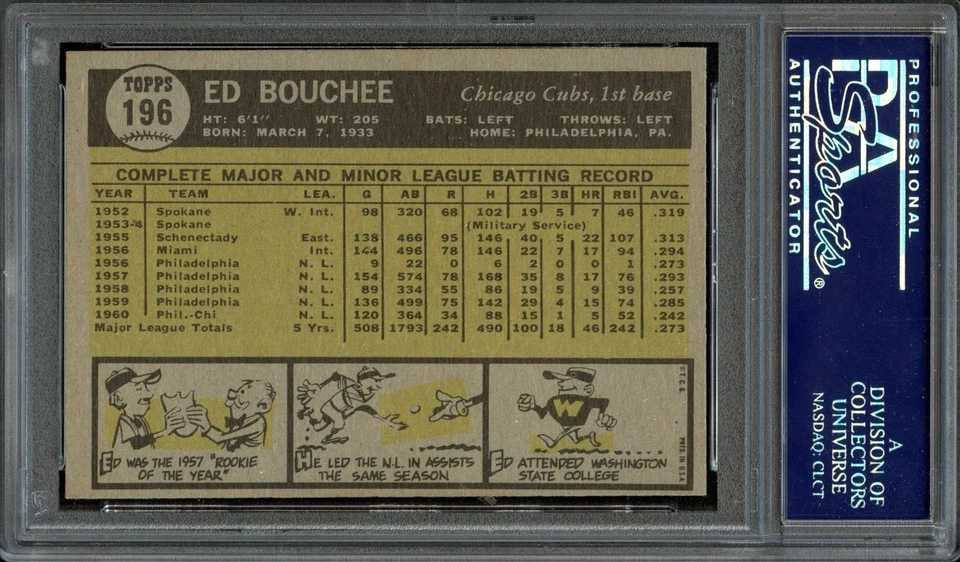 TOPPS
196
ED BOUCHEE
Chicago Cubs, 1st base
HT: 6'1" WT: 205 BATS: LEFT THROWS: LEFT
BORN: MARCH 7, 1933 HOME: PHILADELPHIA, PA.
COMPLETE MAJOR AND MINOR LEAGUE BATTING RECORD
YEAR TEAM LEA. G AB R H 2B 3B HR RBI AVG.
1952 Spokane W. Int. 98 320 68 102 19 5 7 46 .319
1953-4 Spokane (Military Service)
1955 Schenectady East. 138 466 95 146 40 5 22 107 .313
1956 Miami Int. 144 496 78 146 22 7 17 94 .294
1956 Philadelphia N. L. 9 22 0 6 2 0 0 1 .273
1957 Philadelphia N. L. 154 574 78 168 35 8 17 76 .293
1958 Philadelphia N. L. 89 334 55 86 19 5 9 39 .257
1959 Philadelphia N. L. 136 499 75 142 29 4 15 74 .285
1960 Phil.-Chi N. L. 120 364 34 88 15 1 5 52 .242
Major League Totals 5 Yrs. 508 1793 242 490 100 18 46 242 .273
ED WAS THE 1957 "ROOKIE
OF THE YEAR"
HE LED THE N.L. IN ASSISTS
THE SAME SEASON
W
ED ATTENDED WASHINGTON
STATE COLLEGE
© T.C.G.
PRTD. IN U.S.A.
PROFESSIONAL
PSA
Sports®
AUTHENTICATOR
A
DIVISION OF
COLLECTORS
UNIVERSE
NASDAQ: CLCT